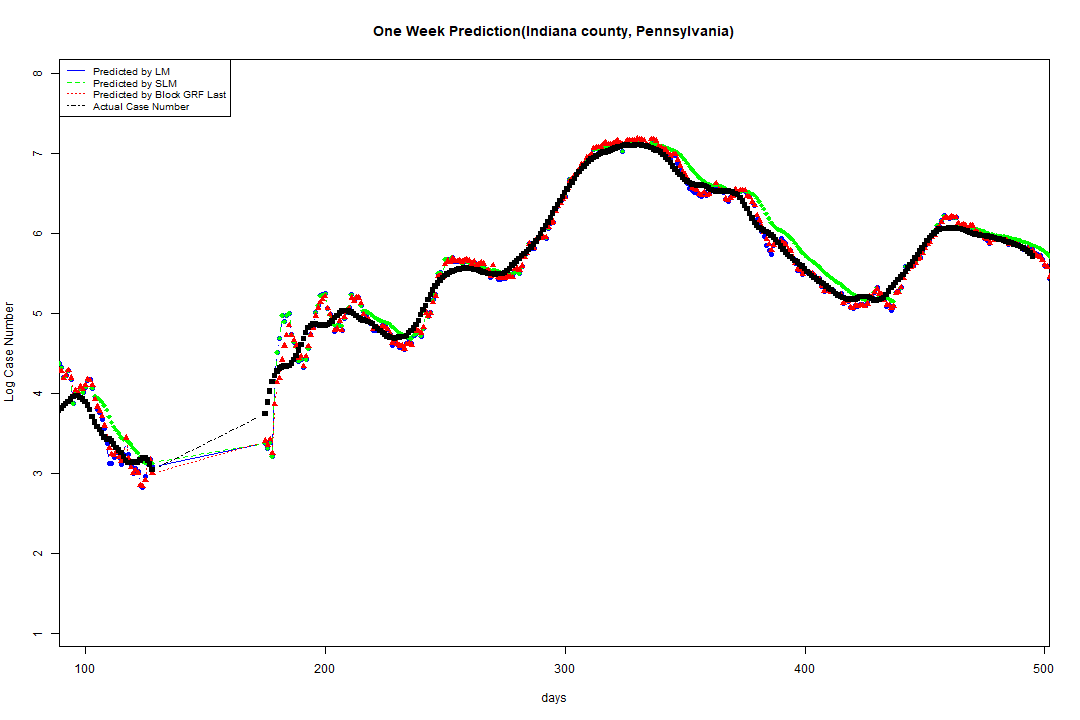 One Week Prediction(Indiana county, Pennsylvania)
Predicted by LM
Predicted by SLM
Predicted by Block GRF Last
Actual Case Number
8
7
6
5
4
3
2
1
Log Case Number
100 200 300 400 500
days